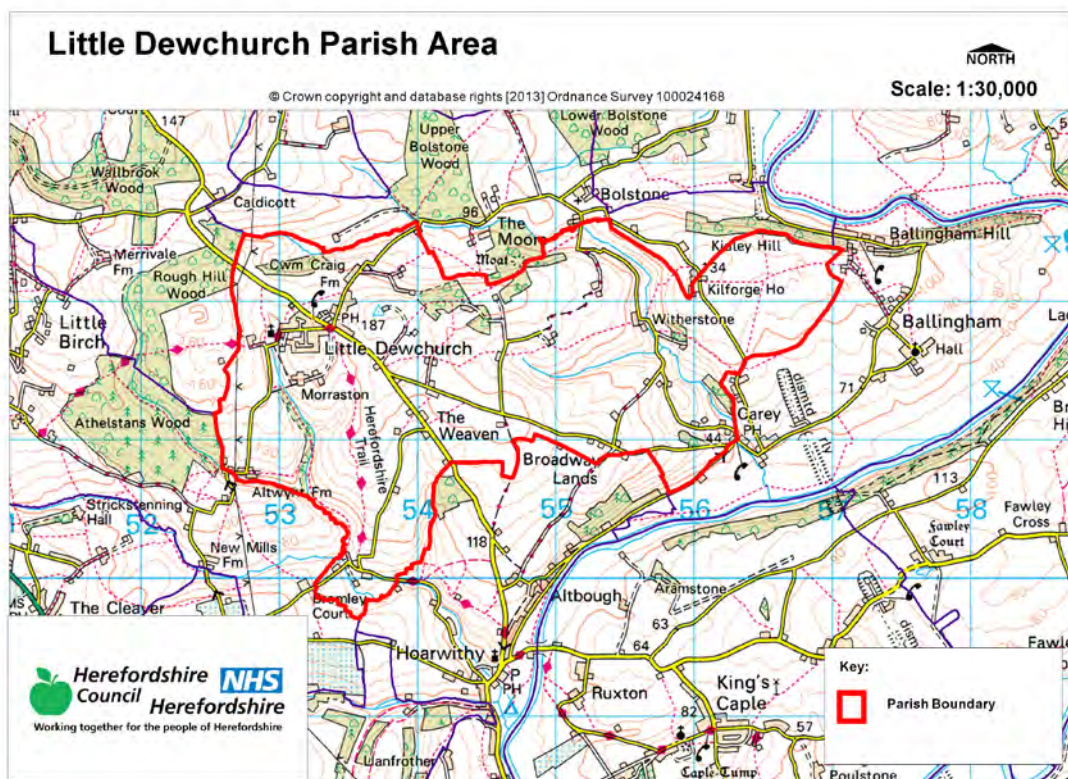 Little Dewchurch Parish Area
NORTH
Scale: 1:30,000
© Crown copyright and database rights [2013] Ordnance Survey 100024168
147
Upper
Bolstone
Wood
Lower Bolstone
Wood
Wallbrook
Wood
Caldicott
96
Bolstone
The
Moor
Moat
Kigley Hill
Ballingham Hill
Merrivale
Fm
Rough Hill
Wood
Cwm Craig
Fm
134
Kilforge Ho
PH
187
Little
Birch
Little Dewchurch
Witherstone
Ballingham
Hall
Morraston
71
dismtd
rly
Athelstans Wood
Herefordshire
Trail
The
Weaven
Carey
PH
44
Broadway
Lands
113
Altwynt Fm
Strickstenning
Hall
52
53
54
55
56
57
58
Fawley
Cross
Fawley
Court
New Mills
Fm
118
The Cleaver
Bromley
Court
Altbough
Aramstone
63
64
Hoarwithy
P
PH
Ruxton
King's
Caple
82
57
Llanfrother
Caple Tump
Poulstone
Herefordshire
Council
NHS
Herefordshire
Working together for the people of Herefordshire
Key:
Parish Boundary